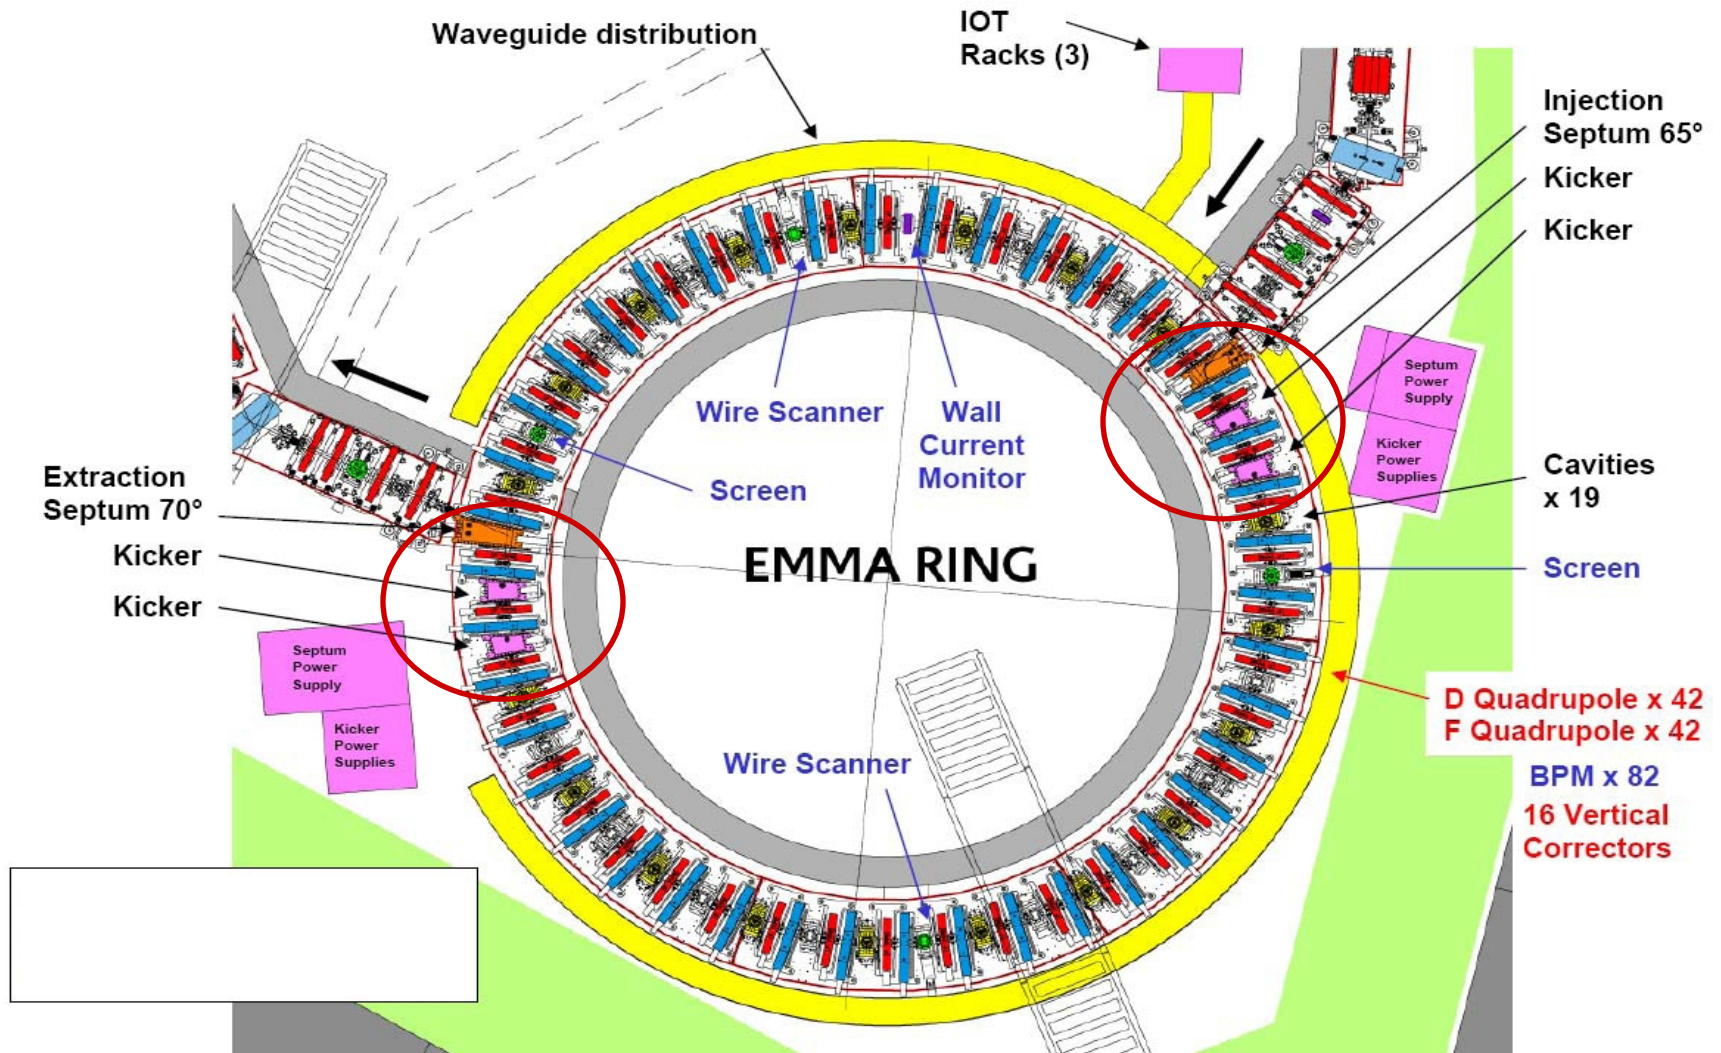 Waveguide distribution
IOT
Racks (3)
Injection
Septum 65º
Kicker
Kicker
Septum
Power
Supply
Kicker
Power
Supplies
Cavities
x 19
Wire Scanner
Wall
Current
Monitor
Screen
Extraction
Septum 70º
Kicker
Kicker
EMMA RING
Screen
Septum
Power
Supply
Kicker
Power
Supplies
D Quadrupole x 42
F Quadrupole x 42
BPM x 82
16 Vertical
Correctors
Wire Scanner